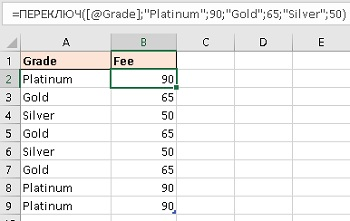 =ПЕРЕКЛЮЧ([@Grade];"Platinum";90;"Gold";65;"Silver";50)
A B C D E
1 Grade Fee
2 Platinum 90
3 Gold 65
4 Silver 50
5 Gold 65
6 Silver 50
7 Gold 65
8 Platinum 90
9 Platinum 90